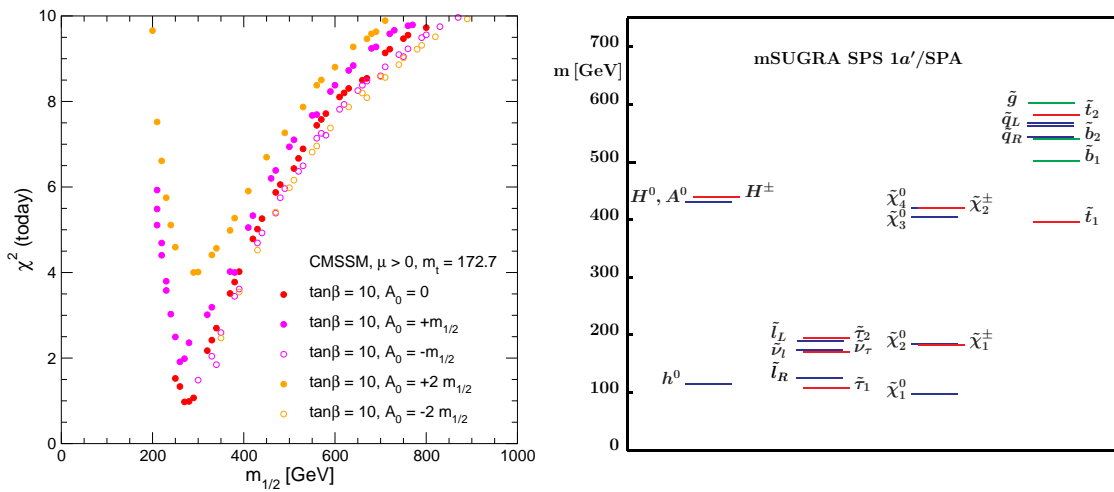 10
8
6
4
2
0
χ² (today)
CMSSM, μ > 0, mₜ = 172.7
tanβ = 10, A₀ = 0
tanβ = 10, A₀ = +m₁/₂
tanβ = 10, A₀ = -m₁/₂
tanβ = 10, A₀ = +2 m₁/₂
tanβ = 10, A₀ = -2 m₁/₂
0 200 400 600 800 1000
m₁/₂ [GeV]
mSUGRA SPS 1a′/SPA
m [GeV]
700
600
500
400
300
200
100
0
g̃
t̃₂
q̃L
q̃R
b̃₂
b̃₁
H⁰, A⁰
H±
χ̃⁰₄
χ̃⁰₃
χ̃±₂
t̃₁
l̃L
τ̃₂
ν̃l
ν̃τ
χ̃⁰₂
χ̃±₁
l̃R
h⁰
τ̃₁
χ̃⁰₁